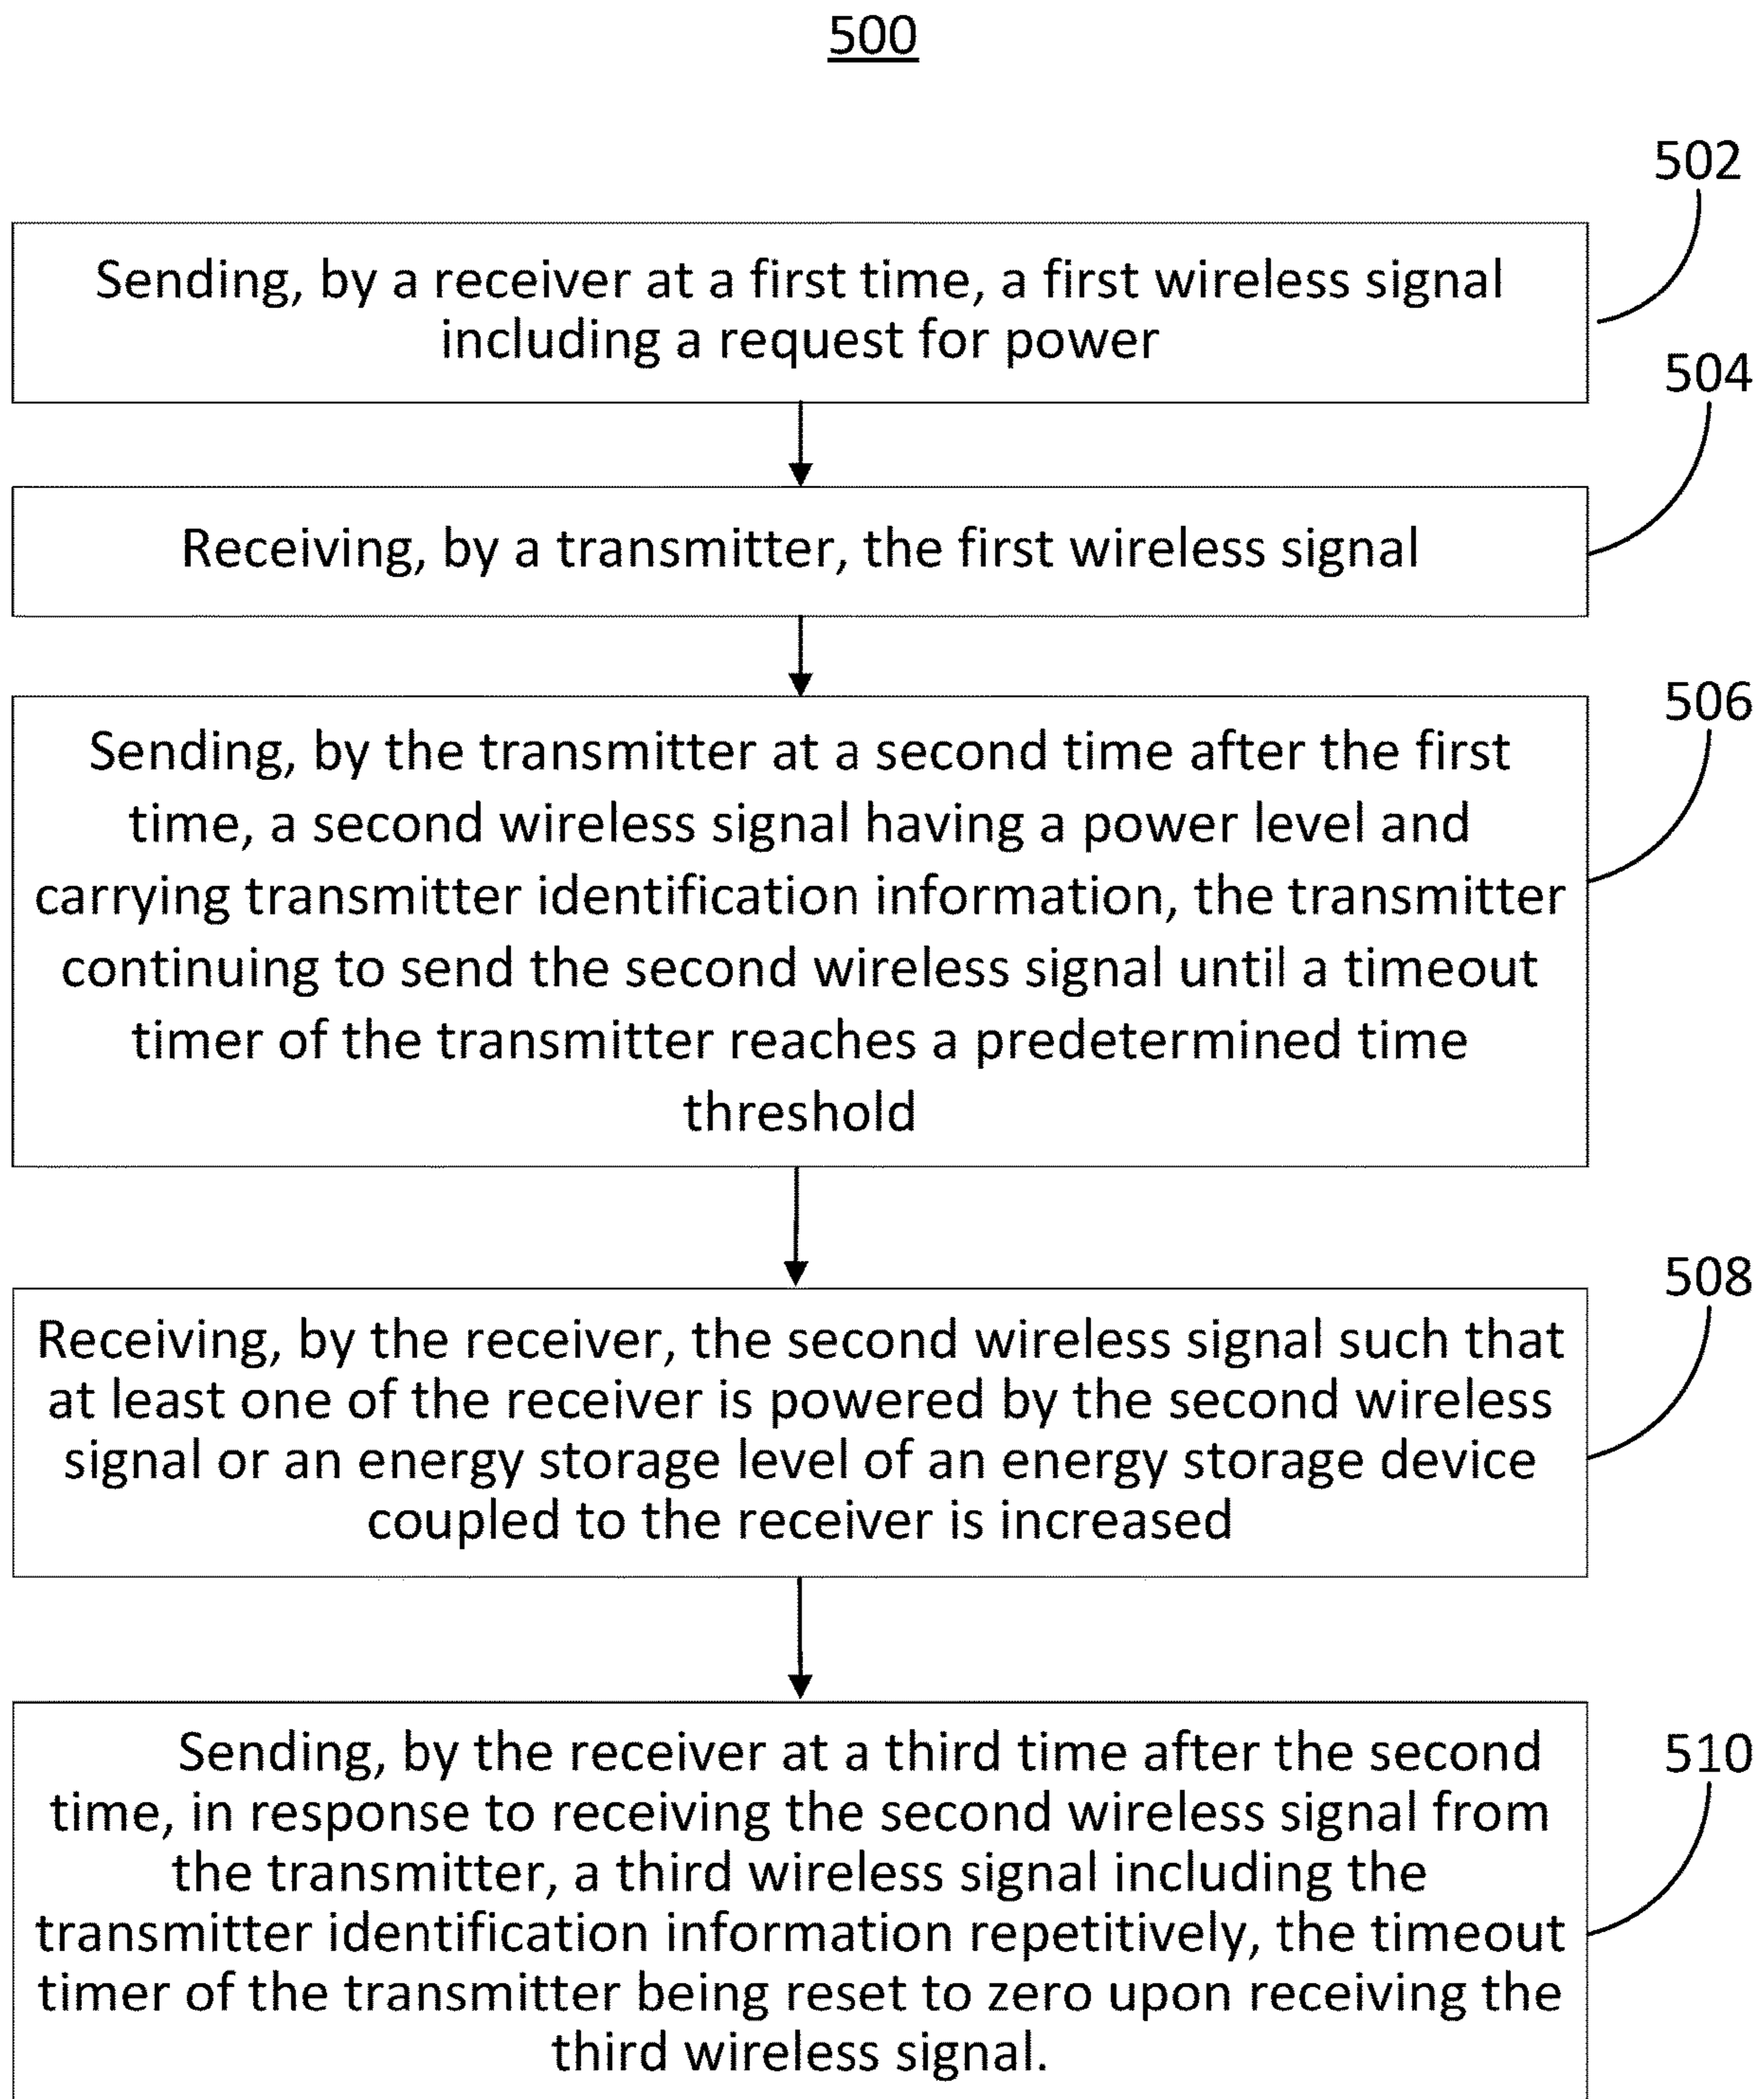 500
502
Sending, by a receiver at a first time, a first wireless signal
including a request for power
504
Receiving, by a transmitter, the first wireless signal
506
Sending, by the transmitter at a second time after the first
time, a second wireless signal having a power level and
carrying transmitter identification information, the transmitter
continuing to send the second wireless signal until a timeout
timer of the transmitter reaches a predetermined time
threshold
508
Receiving, by the receiver, the second wireless signal such that
at least one of the receiver is powered by the second wireless
signal or an energy storage level of an energy storage device
coupled to the receiver is increased
510
Sending, by the receiver at a third time after the second
time, in response to receiving the second wireless signal from
the transmitter, a third wireless signal including the
transmitter identification information repetitively, the timeout
timer of the transmitter being reset to zero upon receiving the
third wireless signal.